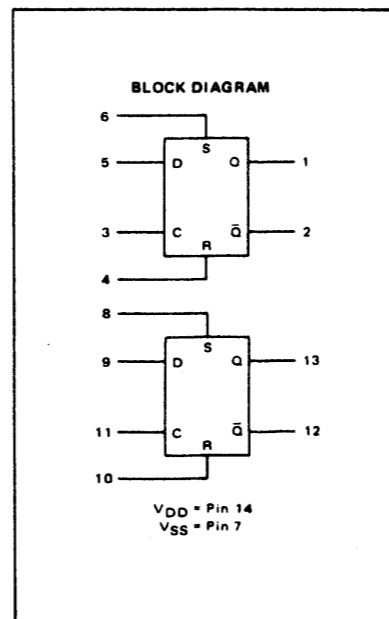 BLOCK DIAGRAM
6
S
5 D Q 1
3 C Q̅ 2
R
4
8
S
9 D Q 13
11 C Q̅ 12
R
10
VDD = Pin 14
VSS = Pin 7